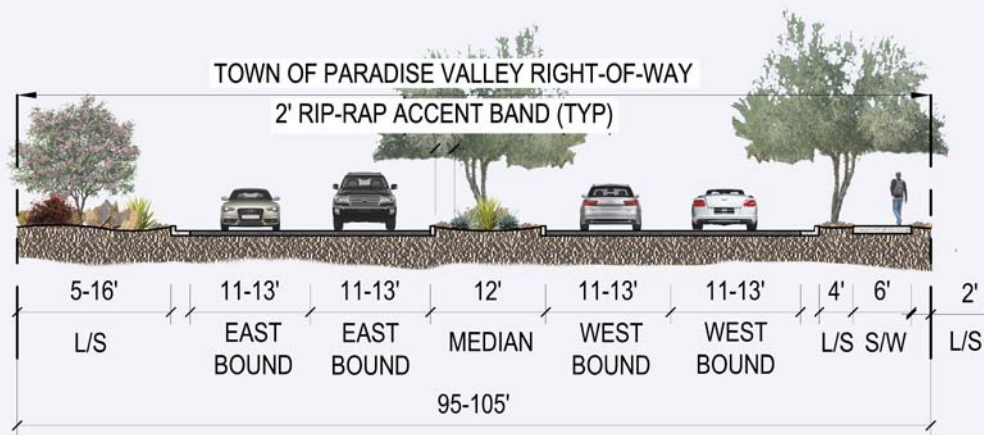 TOWN OF PARADISE VALLEY RIGHT-OF-WAY
2' RIP-RAP ACCENT BAND (TYP)
5-16' 11-13' 11-13' 12' 11-13' 11-13' 4' 6' 2'
L/S EAST BOUND EAST BOUND MEDIAN WEST BOUND WEST BOUND L/S S/W L/S
95-105'